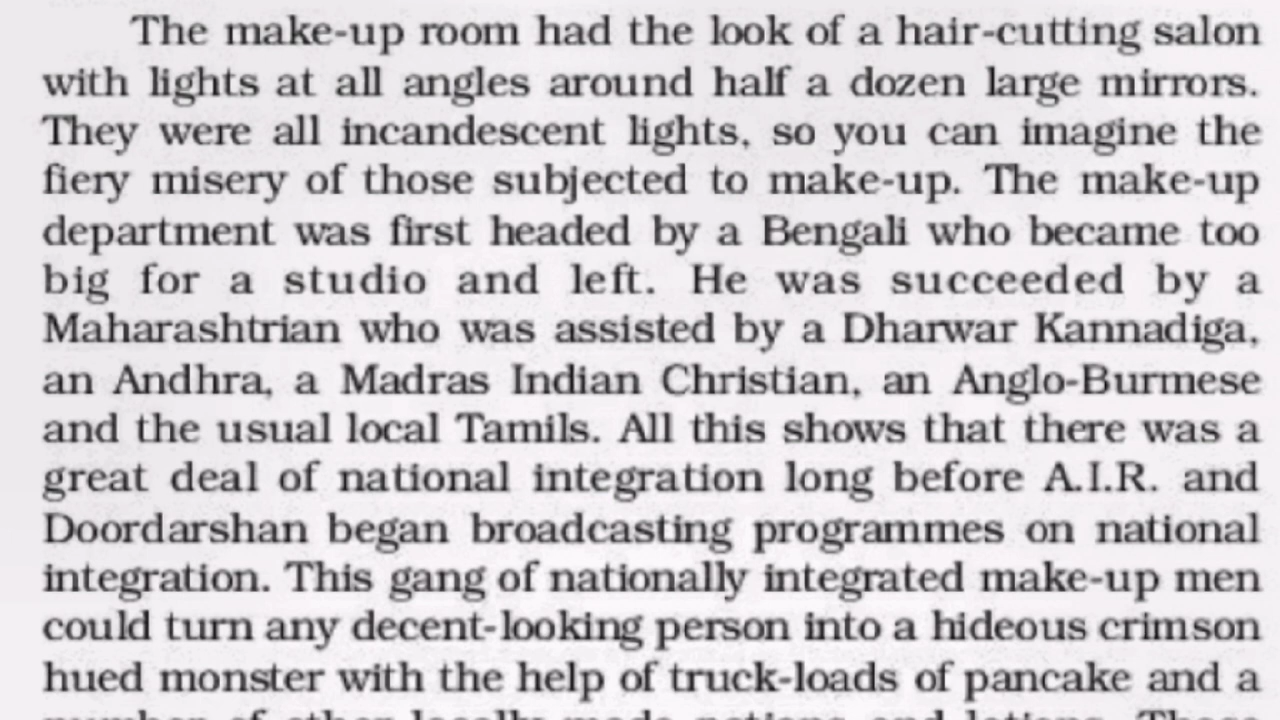 The make-up room had the look of a hair-cutting salon
with lights at all angles around half a dozen large mirrors.
They were all incandescent lights, so you can imagine the
fiery misery of those subjected to make-up. The make-up
department was first headed by a Bengali who became too
big for a studio and left. He was succeeded by a
Maharashtrian who was assisted by a Dharwar Kannadiga,
an Andhra, a Madras Indian Christian, an Anglo-Burmese
and the usual local Tamils. All this shows that there was a
great deal of national integration long before A.I.R. and
Doordarshan began broadcasting programmes on national
integration. This gang of nationally integrated make-up men
could turn any decent-looking person into a hideous crimson
hued monster with the help of truck-loads of pancake and a